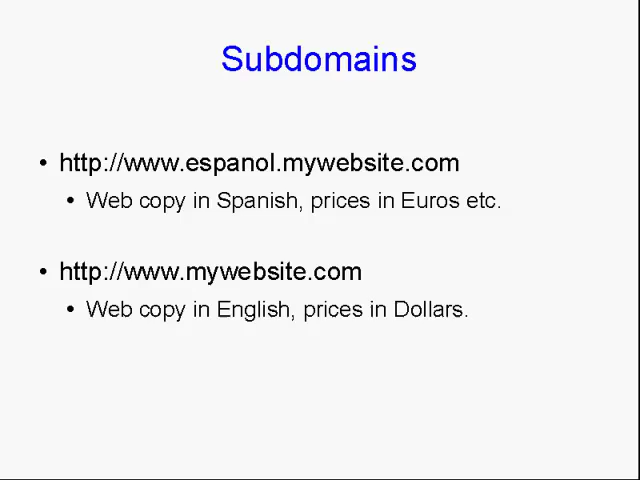 Subdomains
• http://www.espanol.mywebsite.com
• Web copy in Spanish, prices in Euros etc.
• http://www.mywebsite.com
• Web copy in English, prices in Dollars.